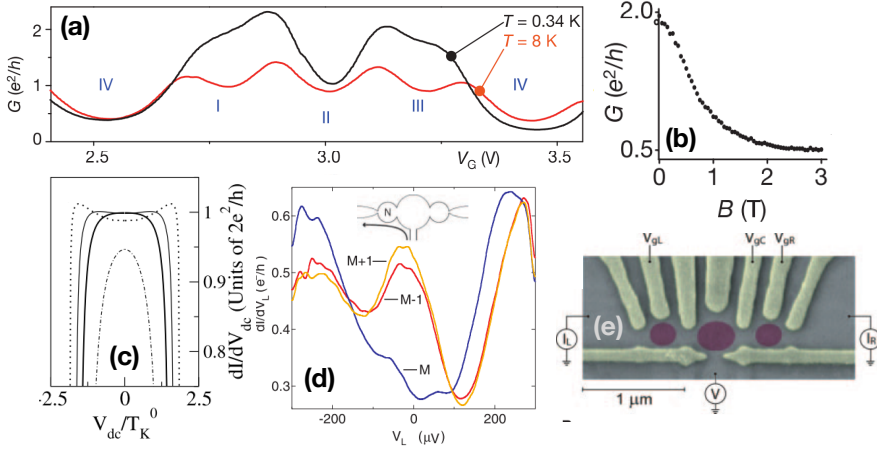 (a)
G (e²/h)
2
1
0
T = 0.34 K
T = 8 K
IV
I
II
III
IV
2.5
3.0
V_G (V)
3.5
2.0
G (e²/h)
0.5
(b)
0
1
2
3
B (T)
(c)
1
0.9
0.8
dI/dV_dc (Units of 2e²/h)
-2.5
0
2.5
V_dc/T_K^0
dI/dV_L (e²/h)
0.6
0.5
0.4
0.3
N
M+1
M-1
M
(d)
-200
0
200
V_L (μV)
V_gL
V_gC
V_gR
(e)
I_L
I_R
V
1 μm